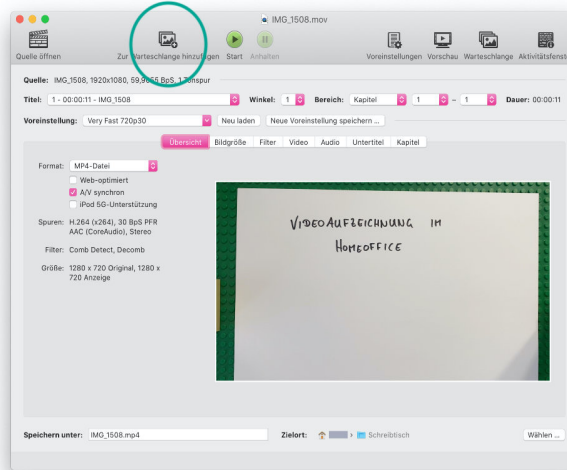 IMG_1508.mov
Quelle öffnen Zur Warteschlange hinzufügen Start Anhalten Voreinstellungen Vorschau Warteschlange Aktivitätsfenst
Quelle: IMG_1508, 1920x1080, BpS, 1 Tonspur
Titel: 1 - 00:00:11 - IMG_1508 Winkel: 1 Bereich: Kapitel 1 - 1 Dauer: 00:00:11
Voreinstellung: Very Fast 720p30 Neu laden Neue Voreinstellung speichern ...
Übersicht Bildgröße Filter Video Audio Untertitel Kapitel
Format: MP4-Datei
Web-optimiert
A/V synchron
iPod 5G-Unterstützung
Spuren: H.264 (x264), 30 BpS PFR
AAC (CoreAudio), Stereo
Filter: Comb Detect, Decomb
Größe: 1280 x 720 Original, 1280 x
720 Anzeige
VIDEOAUFZEICHNUNG IM
HOMEOFFICE
Speichern unter: IMG_1508.mp4 Zielort: Schreibtisch Wählen ...